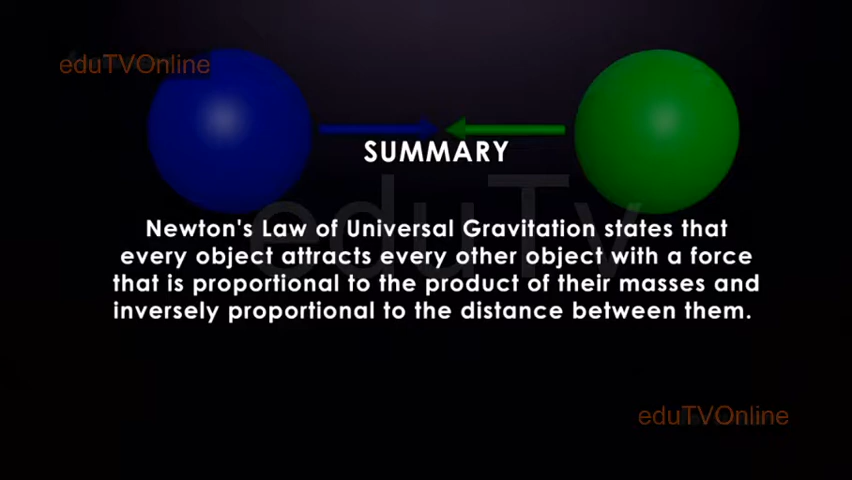 eduTVOnline
SUMMARY
eduTv
Newton's Law of Universal Gravitation states that
every object attracts every other object with a force
that is proportional to the product of their masses and
inversely proportional to the distance between them.
eduTVOnline